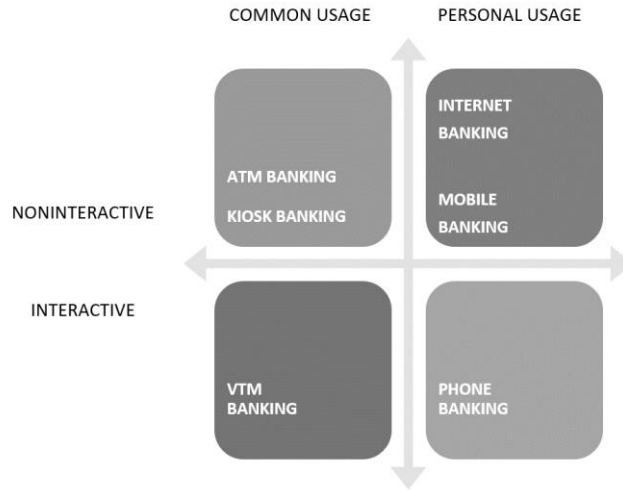 COMMON USAGE
PERSONAL USAGE
INTERNET
BANKING
ATM BANKING
KIOSK BANKING
MOBILE
BANKING
NONINTERACTIVE
INTERACTIVE
VTM
BANKING
PHONE
BANKING